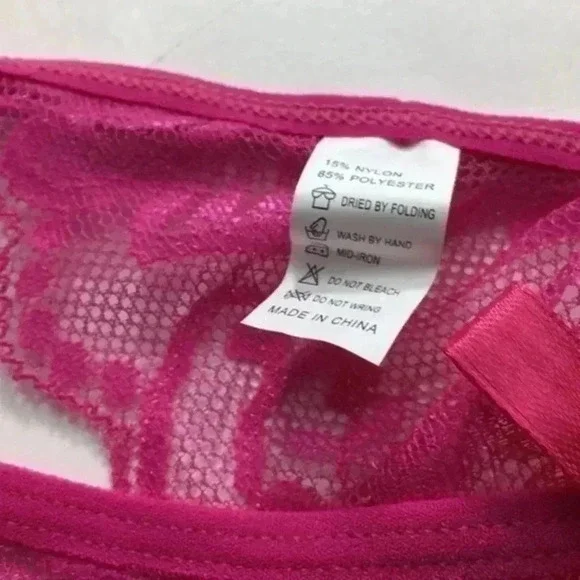 15% NYLON
85% POLYESTER
DRIED BY FOLDING
WASH BY HAND
MID-IRON
DO NOT BLEACH
DO NOT WRING
MADE IN CHINA